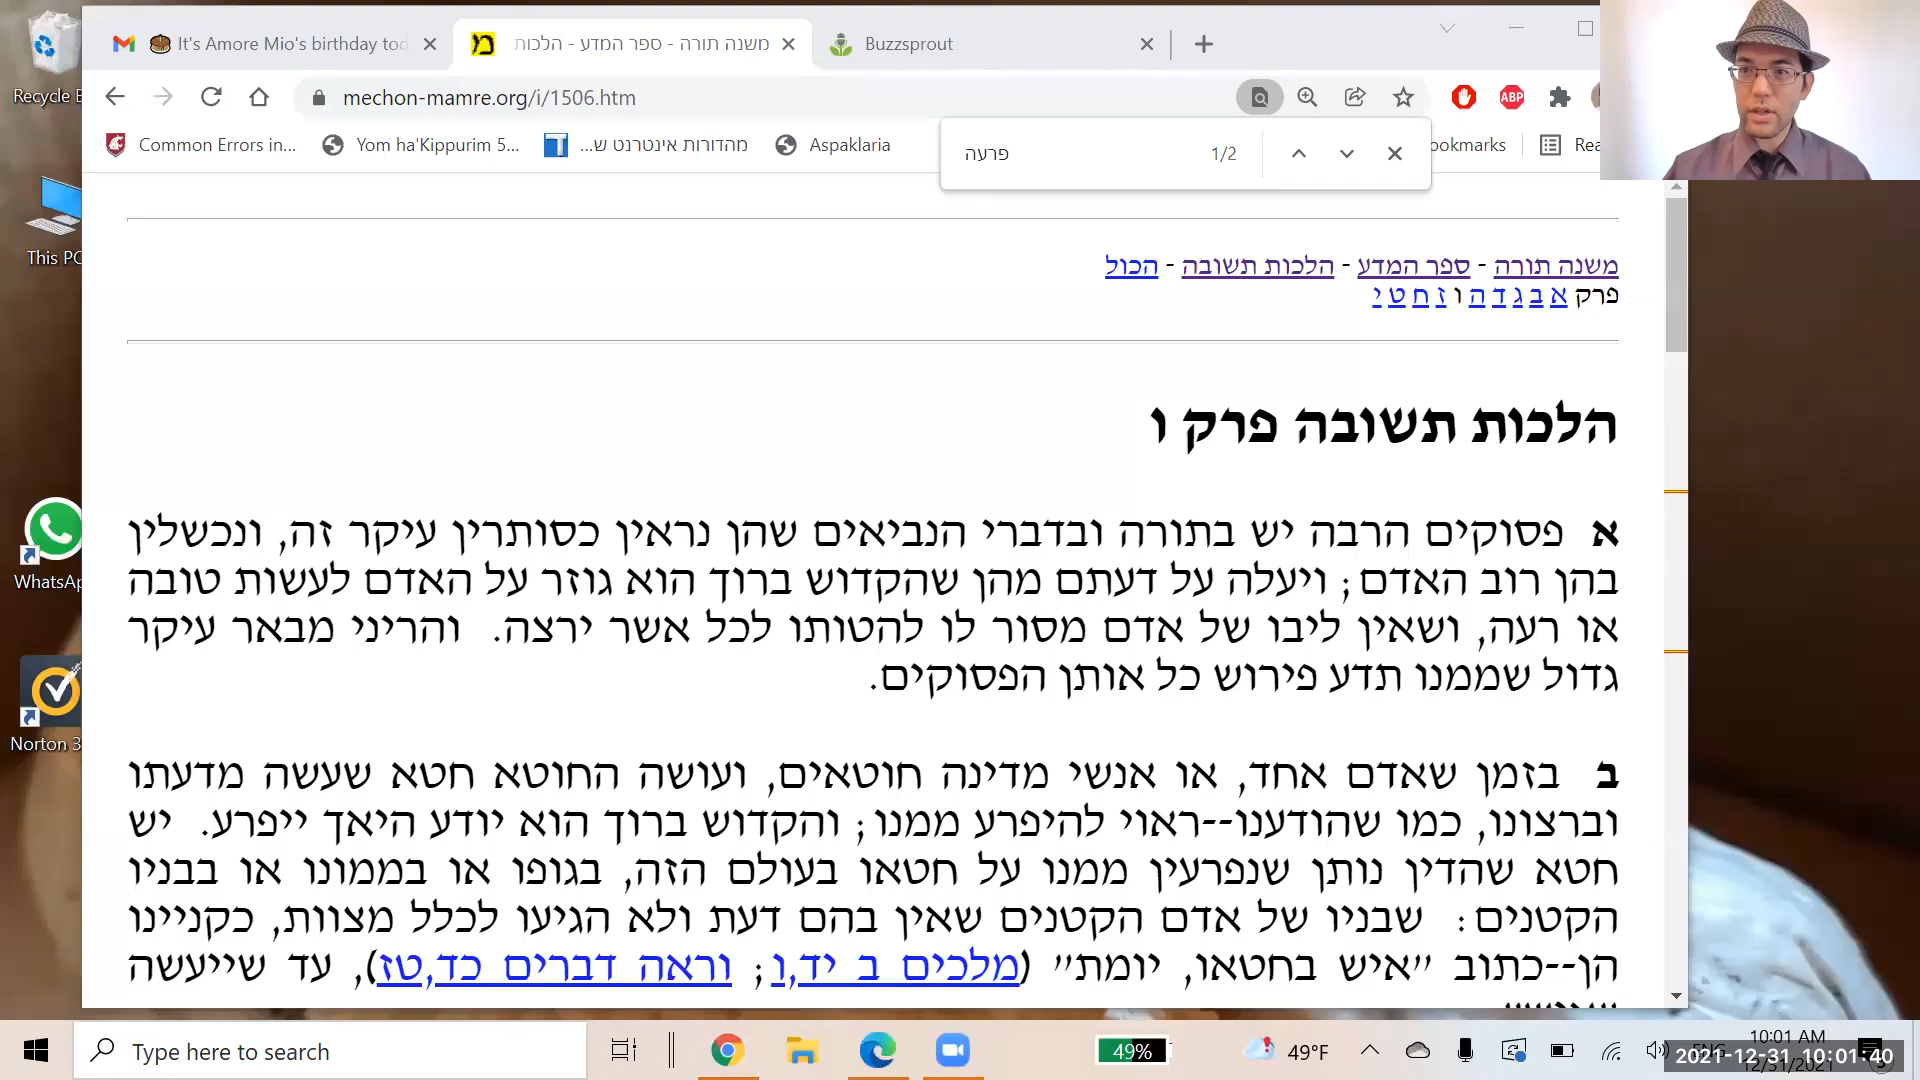 It's Amore Mio's birthday tod
משנה תורה - ספר המדע - הלכות
Buzzsprout
mechon-mamre.org/i/1506.htm
ABP
Common Errors in...
Yom ha'Kippurim 5...
מהדורות אינטרנט ש...
Aspaklaria
ookmarks
Rea
פרעה
1/2
Recycle B
This PC
WhatsAp
Norton 3
משנה תורה - ספר המדע - הלכות תשובה - הכול
פרק א ב ג ד ה ו ז ח ט י
הלכות תשובה פרק ו
א פסוקים הרבה יש בתורה ובדברי הנביאים שהן נראין כסותרין עיקר זה, ונכשלין
בהן רוב האדם; ויעלה על דעתם מהן שהקדוש ברוך הוא גוזר על האדם לעשות טובה
או רעה, ושאין ליבו של אדם מסור לו להטותו לכל אשר ירצה. והריני מבאר עיקר
גדול שממנו תדע פירוש כל אותן הפסוקים.
ב בזמן שאדם אחד, או אנשי מדינה חוטאים, ועושה החוטא חטא שעשה מדעתו
וברצונו, כמו שהודענו--ראוי להיפרע ממנו; והקדוש ברוך הוא יודע היאך ייפרע. יש
חטא שהדין נותן שנפרעין ממנו על חטאו בעולם הזה, בגופו או בממונו או בבניו
הקטנים: שבניו של אדם הקטנים שאין בהם דעת ולא הגיעו לכלל מצוות, כקניינו
הן--כתוב "איש בחטאו, יומת" (מלכים ב יד,ו; וראה דברים כד,טז), עד שייעשה
Type here to search
49%
49°F
10:01 AM
2021-12-31 10:01:40